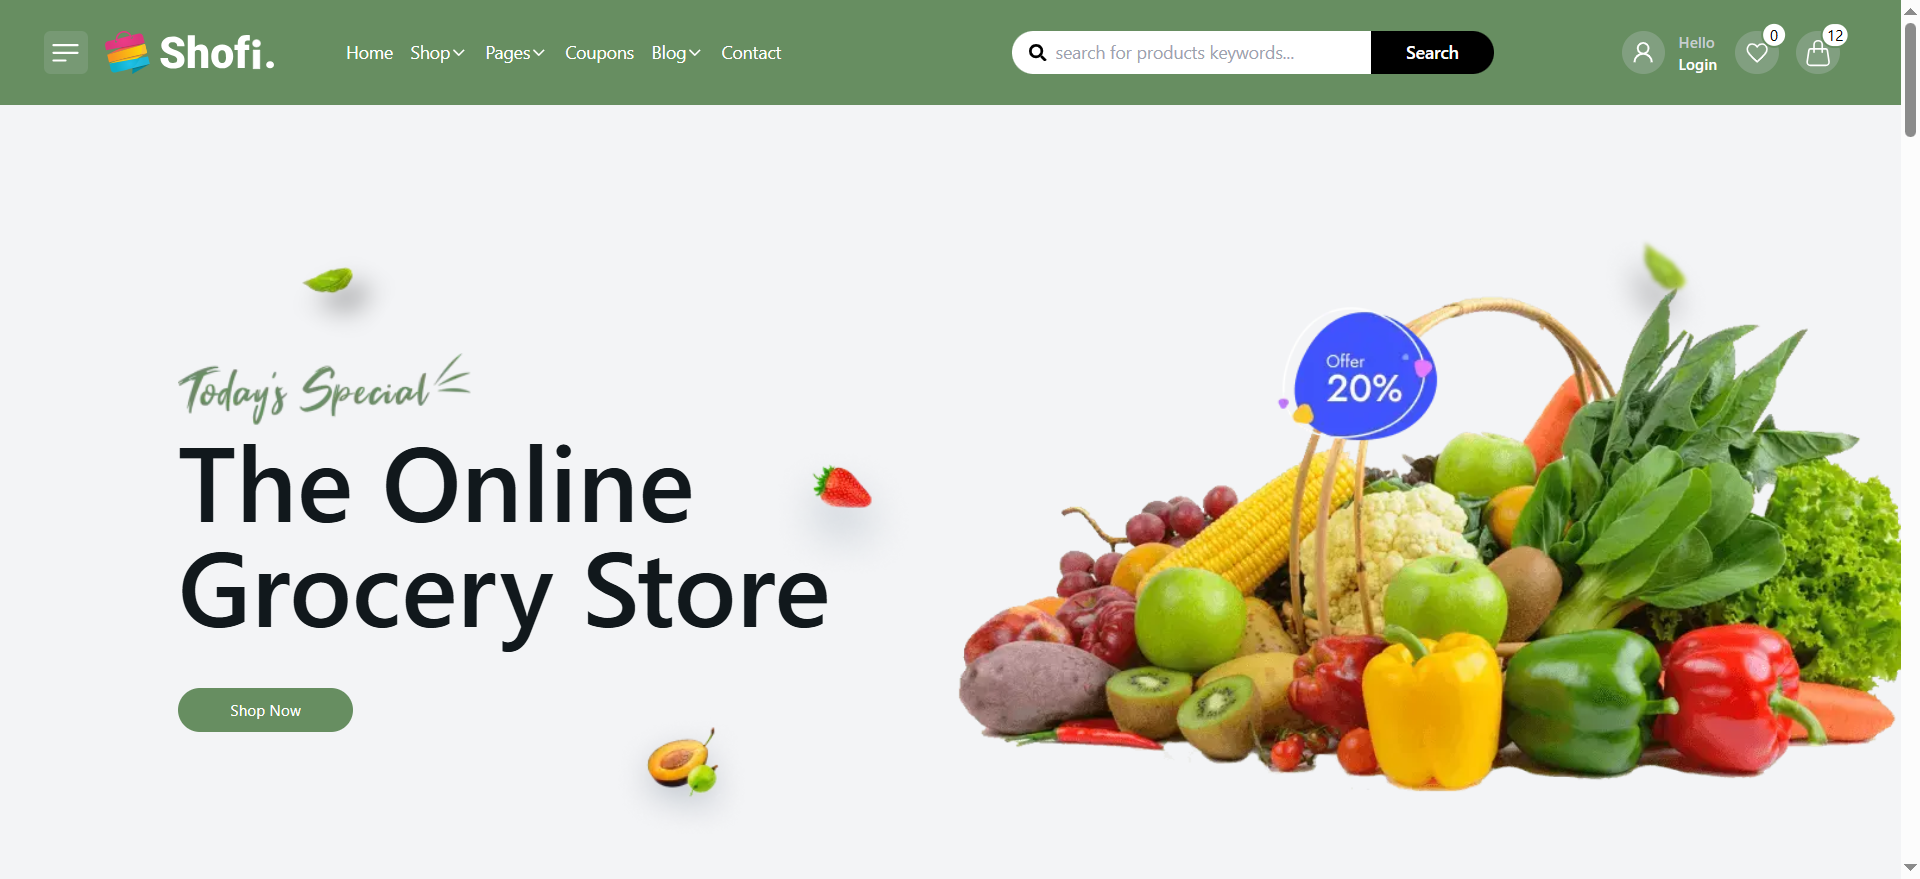 Shofi.
Home Shop Pages Coupons Blog Contact
search for products keywords...
Search
Hello
Login
0
12
Today's Special
The Online
Grocery Store
Offer
20%
Shop Now